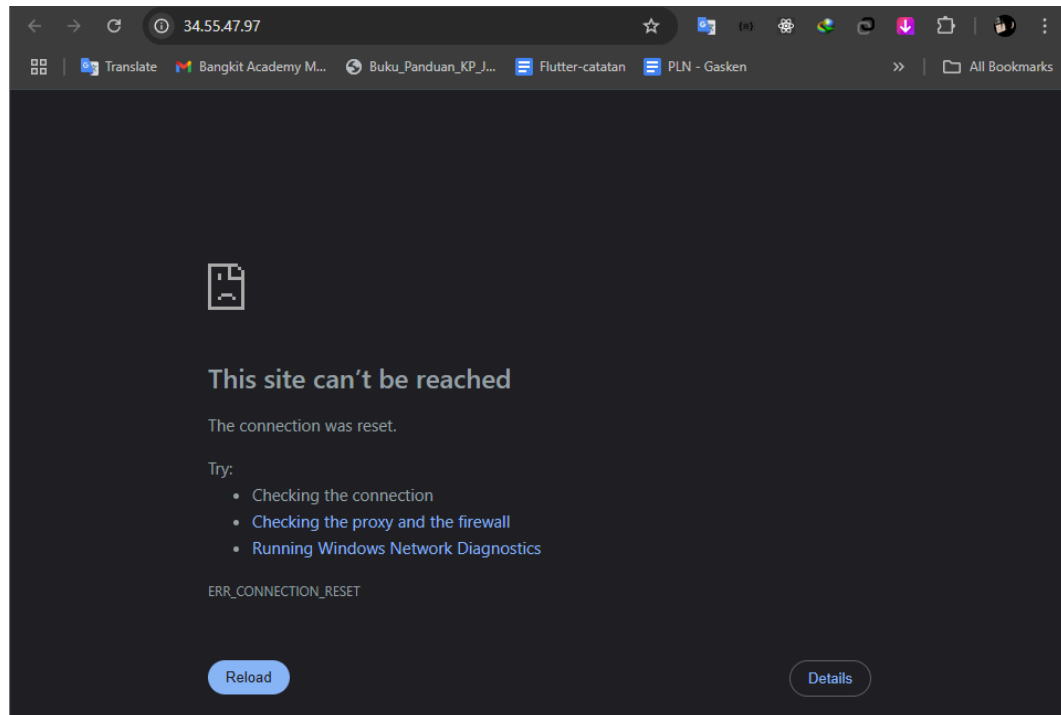 34.55.47.97
Translate Bangkit Academy M... Buku_Panduan_KP_J... Flutter-catatan PLN - Gasken » All Bookmarks
This site can't be reached
The connection was reset.
Try:
• Checking the connection
• Checking the proxy and the firewall
• Running Windows Network Diagnostics
ERR_CONNECTION_RESET
Reload Details